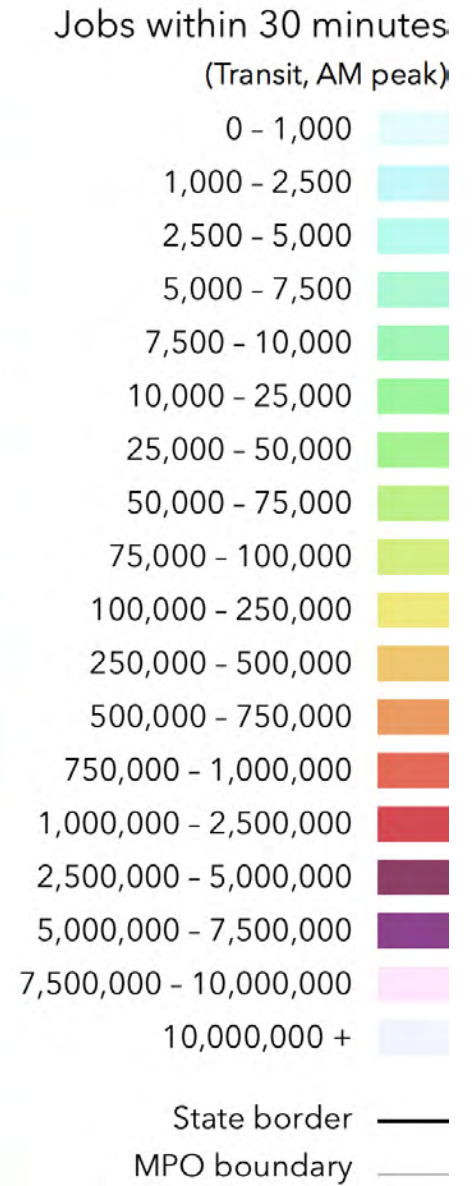 Jobs within 30 minutes
(Transit, AM peak)
0 – 1,000
1,000 – 2,500
2,500 – 5,000
5,000 – 7,500
7,500 – 10,000
10,000 – 25,000
25,000 – 50,000
50,000 – 75,000
75,000 – 100,000
100,000 – 250,000
250,000 – 500,000
500,000 – 750,000
750,000 – 1,000,000
1,000,000 – 2,500,000
2,500,000 – 5,000,000
5,000,000 – 7,500,000
7,500,000 – 10,000,000
10,000,000 +
State border
MPO boundary